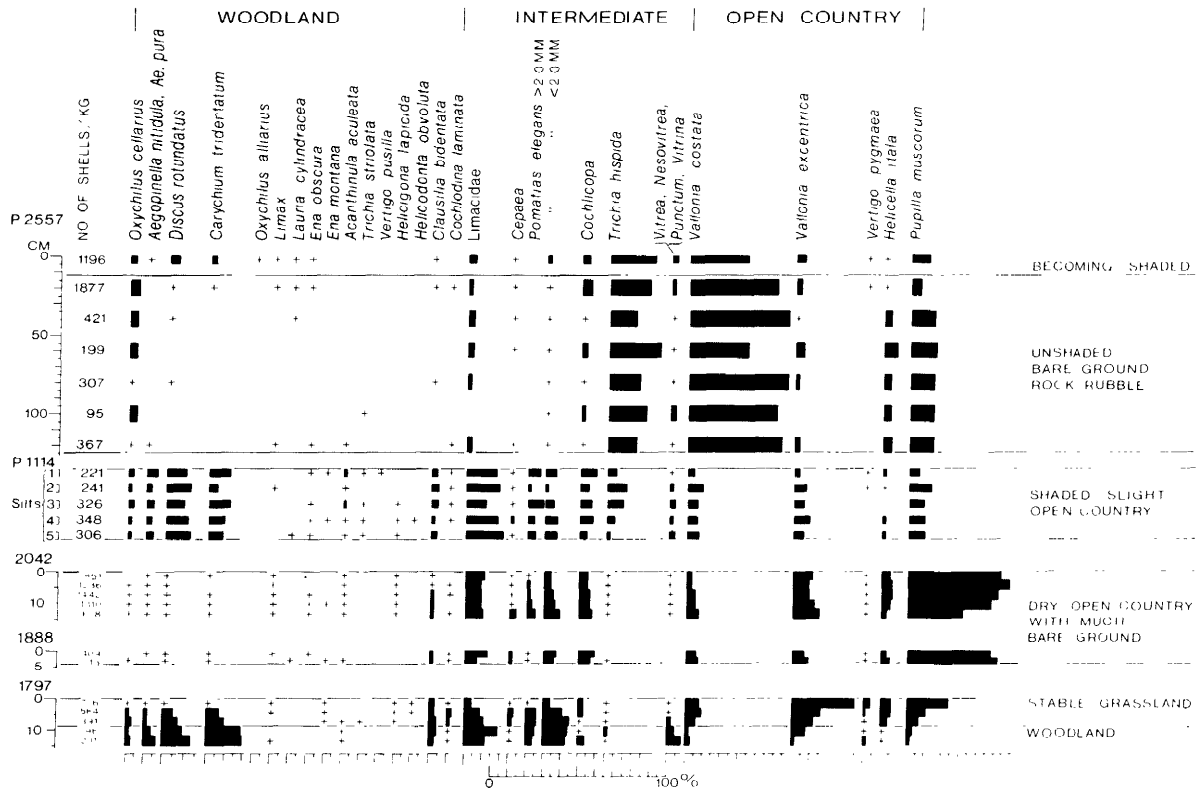 WOODLAND
INTERMEDIATE
OPEN COUNTRY
P 2557
CM
NO OF SHELLS/KG
Oxychilus cellarius
Aegopinella nitidula, Ae. pura
Discus rotundatus
Carychium tridertatum
Oxychilus alliarius
Limax
Lauria cylindracea
Ena obscura
Ena montana
Acanthinula aculeata
Trichia striolata
Vertigo pusilla
Helicigona lapicida
Helicodonta obvoluta
Clausilia bidentata
Cochlodina laminata
Limacidae
Cepaea
Pomatias elegans >2.0MM
" " <2.0MM
Cochlicopa
Trichia hispida
Vitrea, Nesovitrea,
Punctum, Vitrina
Vallonia costata
Vallonia excentrica
Vertigo pygmaea
Helicella itala
Pupilla muscorum
0 1196 BECOMING SHADED
1877
421
50
199 UNSHADED
BARE GROUND
307 ROCK RUBBLE
100 95
367
P 1114
(1) 221
2) 241 SHADED SLIGHT
Silts(3) 326 OPEN COUNTRY
4) 348
5) 306
2042
0
10 DRY OPEN COUNTRY
WITH MUCH
1888 BARE GROUND
0
5
1797
0 STABLE GRASSLAND
10 WOODLAND
0 100%